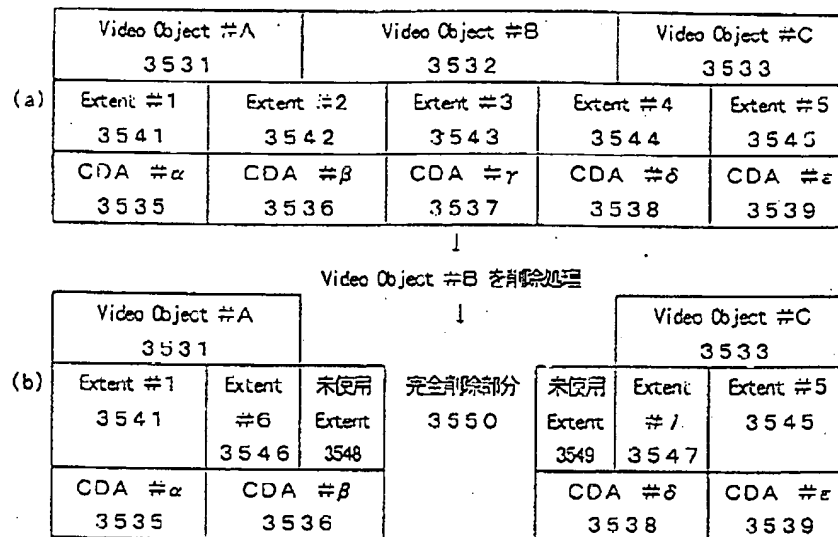 Video Object #A Video Object #B Video Object #C
3531 3532 3533
(a) Extent #1 Extent #2 Extent #3 Extent #4 Extent #5
3541 3542 3543 3544 3545
CDA #α CDA #β CDA #γ CDA #δ CDA #ε
3535 3536 3537 3538 3539
↓
Video Object #B を削除処理
Video Object #A ↓ Video Object #C
3531 3533
(b) Extent #1 Extent 未使用 完全削除部分 未使用 Extent Extent #5
3541 #6 Extent 3550 Extent #7 3545
3546 3548 3549 3547
CDA #α CDA #β CDA #δ CDA #ε
3535 3536 3538 3539